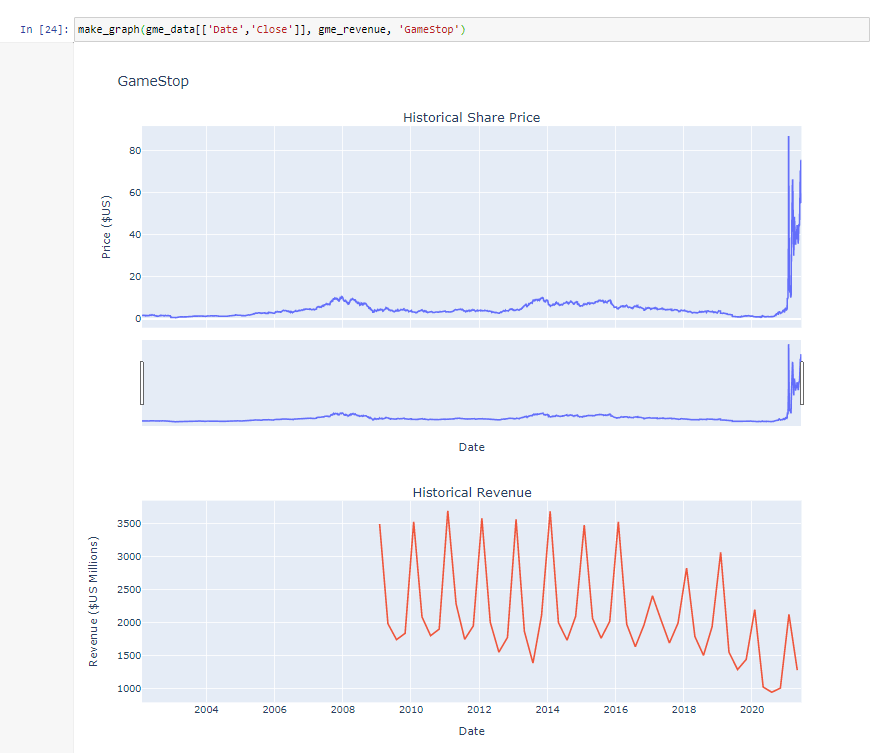 In [24]: make_graph(gme_data[['Date','Close']], gme_revenue, 'GameStop')
GameStop
Historical Share Price
80
60
40
20
0
Price ($US)
Date
Historical Revenue
3500
3000
2500
2000
1500
1000
Revenue ($US Millions)
2004 2006 2008 2010 2012 2014 2016 2018 2020
Date